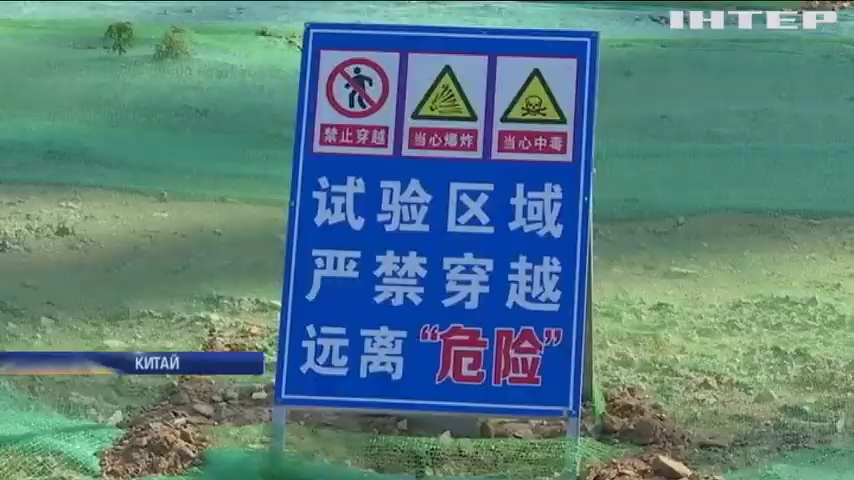 ІНТЕР
禁止穿越 当心爆炸 当心中毒
试验区域
严禁穿越
远离“危险”
КИТАЙ